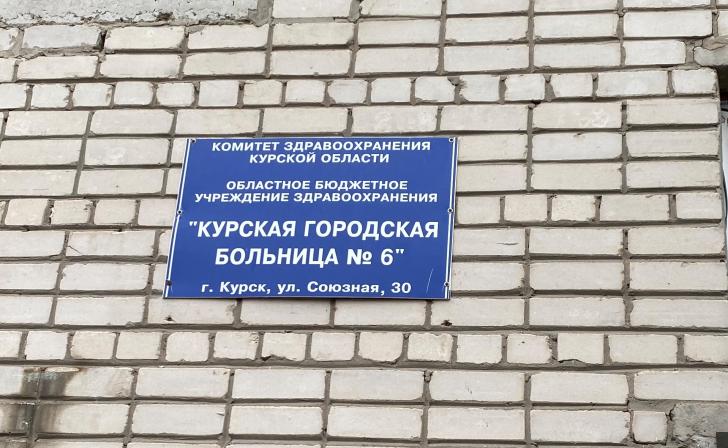 КОМИТЕТ ЗДРАВООХРАНЕНИЯ
КУРСКОЙ ОБЛАСТИ
ОБЛАСТНОЕ БЮДЖЕТНОЕ
УЧРЕЖДЕНИЕ ЗДРАВООХРАНЕНИЯ
"КУРСКАЯ ГОРОДСКАЯ
БОЛЬНИЦА № 6"
г. Курск, ул. Союзная, 30